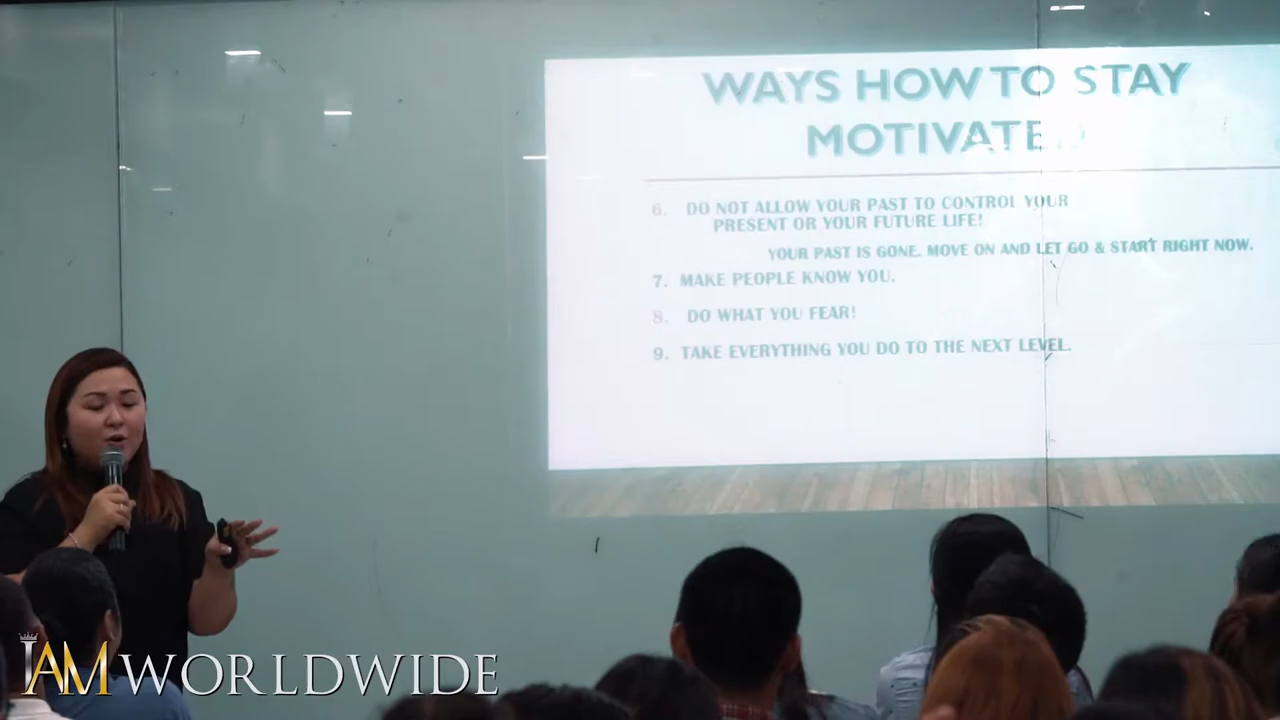 WAYS HOW TO STAY
MOTIVATED
6. DO NOT ALLOW YOUR PAST TO CONTROL YOUR
PRESENT OR YOUR FUTURE LIFE!
YOUR PAST IS GONE. MOVE ON AND LET GO & START RIGHT NOW.
7. MAKE PEOPLE KNOW YOU.
8. DO WHAT YOU FEAR!
9. TAKE EVERYTHING YOU DO TO THE NEXT LEVEL.
IAM WORLDWIDE